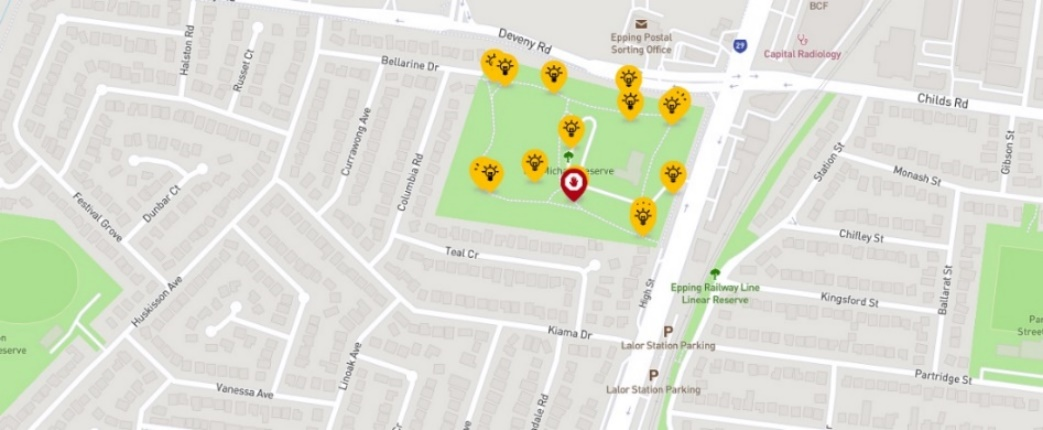 BCF
Halston Rd
Russet Ct
Deveny Rd
Epping Postal
Sorting Office
29
Capital Radiology
Bellarine Dr
Childs Rd
Currawong Ave
Columbia Rd
Gibson St
Station St
Monash St
Dunbar Ct
Festival Grove
Chifley St
Teal Cr
Ballarat St
High St
Epping Railway Line
Linear Reserve
Huskisson Ave
Kingsford St
Kiama Dr
P
Lalor Station Parking
Linoak Ave
P
Lalor Station Parking
Partridge St
Vanessa Ave